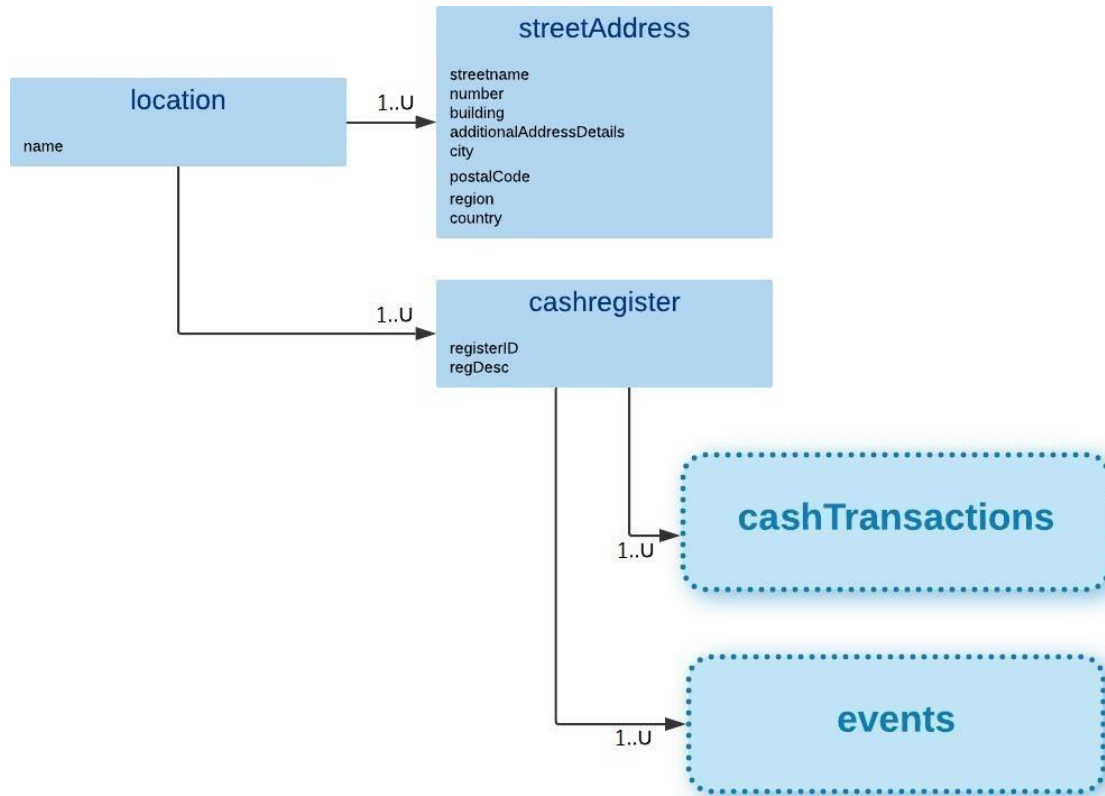 streetAddress
streetname
number
building
additionalAddressDetails
city
postalCode
region
country
location
name
1..U
1..U
cashregister
registerID
regDesc
cashTransactions
1..U
events
1..U